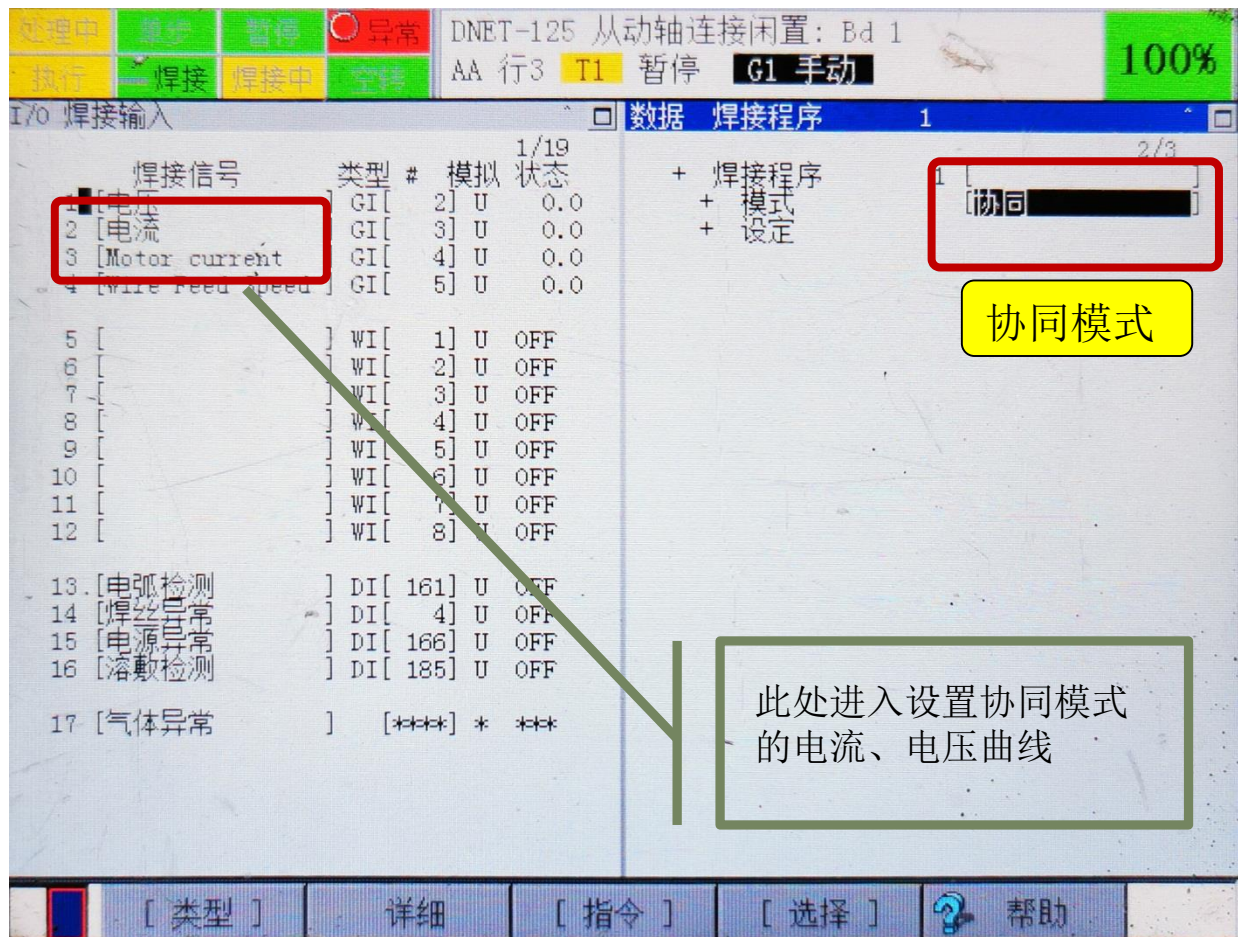 处理中 单步 暂停 异常 DNET-125 从动轴连接闲置: Bd 1
执行 焊接 焊接中 空转 AA 行3 T1 暂停 G1 手动 100%
I/O 焊接输入
1/19
焊接信号 类型 # 模拟 状态
1 [电压 ] GI[ 2] U 0.0
2 [电流 ] GI[ 3] U 0.0
3 [Motor current ] GI[ 4] U 0.0
4 [Wire Feed Speed ] GI[ 5] U 0.0
5 [ ] WI[ 1] U OFF
6 [ ] WI[ 2] U OFF
7 [ ] WI[ 3] U OFF
8 [ ] WI[ 4] U OFF
9 [ ] WI[ 5] U OFF
10 [ ] WI[ 6] U OFF
11 [ ] WI[ 7] U OFF
12 [ ] WI[ 8] U OFF
13 [电弧检测 ] DI[ 161] U OFF
14 [焊丝异常 ] DI[ 4] U OFF
15 [电源异常 ] DI[ 166] U OFF
16 [溶敷检测 ] DI[ 185] U OFF
17 [气体异常 ] [****] * ***
数据 焊接程序 1
2/3
+ 焊接程序 1 [ ]
+ 模式 [协同 ]
+ 设定
协同模式
此处进入设置协同模式
的电流、电压曲线
[ 类型 ] 详细 [ 指令 ] [ 选择 ] 帮助